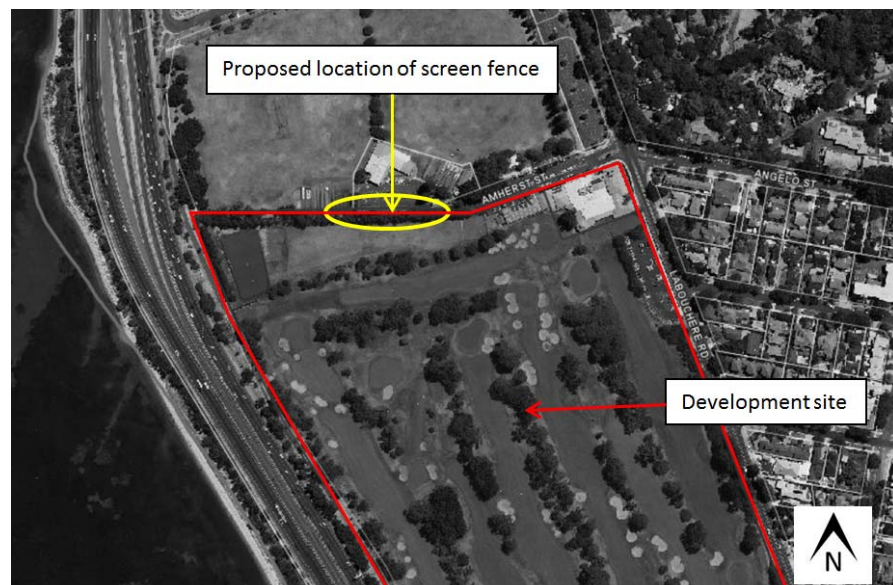 Proposed location of screen fence
AMHERST ST
ANGELO ST
LABOUCHERE RD
Development site
N